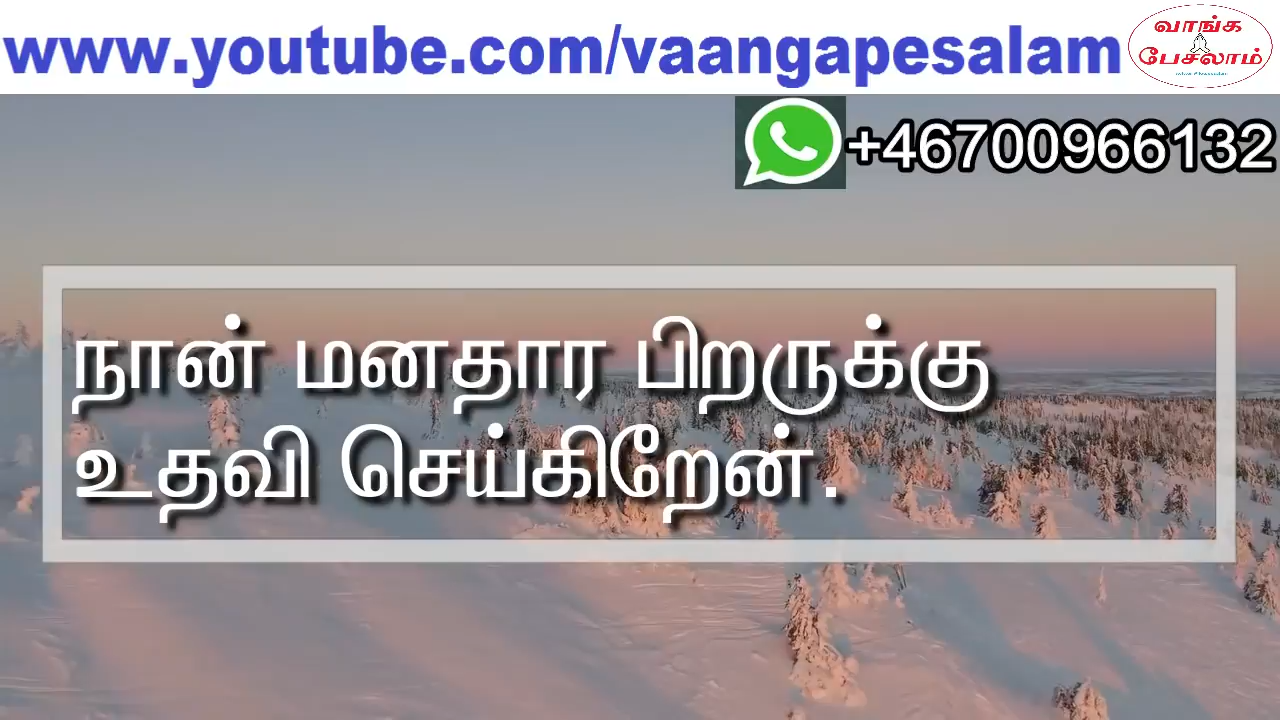 www.youtube.com/vaangapesalam
வாங்க
பேசலாம்
+46700966132
நான் மனதார பிறருக்கு
உதவி செய்கிறேன்.